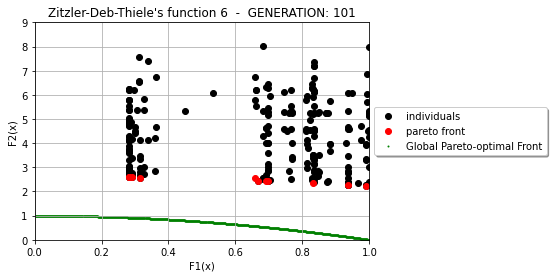 Zitzler-Deb-Thiele's function 6 - GENERATION: 101
9
8
7
6
5
4
3
2
1
0
F2(x)
0.0 0.2 0.4 0.6 0.8 1.0
F1(x)
individuals
pareto front
Global Pareto-optimal Front